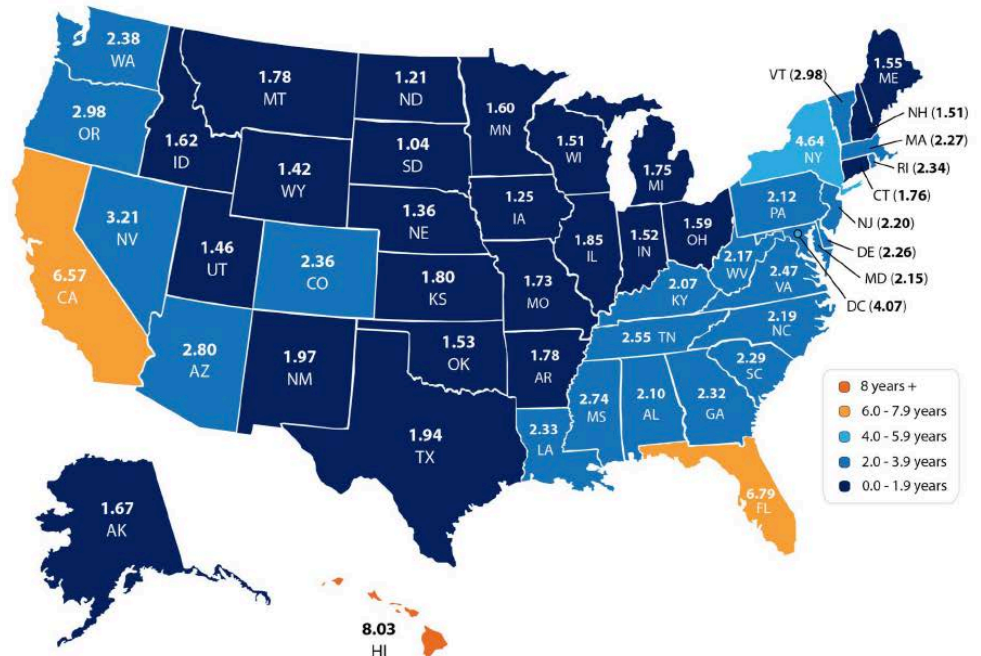 2.38
WA
2.98
OR
6.57
CA
3.21
NV
1.62
ID
1.78
MT
1.42
WY
1.46
UT
2.36
CO
2.80
AZ
1.97
NM
1.21
ND
1.04
SD
1.36
NE
1.80
KS
1.53
OK
1.94
TX
1.60
MN
1.25
IA
1.73
MO
1.78
AR
2.33
LA
1.51
WI
1.85
IL
1.75
MI
1.52
IN
1.59
OH
2.07
KY
2.55 TN
2.74
MS
2.10
AL
2.32
GA
6.79
FL
2.29
SC
2.19
NC
2.47
VA
2.17
WV
2.12
PA
4.64
NY
1.55
ME
VT (2.98)
NH (1.51)
MA (2.27)
RI (2.34)
CT (1.76)
NJ (2.20)
DE (2.26)
MD (2.15)
DC (4.07)
1.67
AK
8.03
HI
8 years +
6.0 - 7.9 years
4.0 - 5.9 years
2.0 - 3.9 years
0.0 - 1.9 years